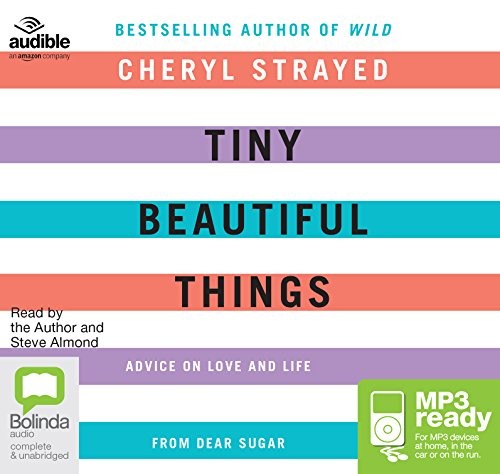 audible
an amazon company
BESTSELLING AUTHOR OF WILD
CHERYL STRAYED
TINY
BEAUTIFUL
THINGS
Read by
the Author and
Steve Almond
ADVICE ON LOVE AND LIFE
Bolinda
audio
complete
& unabridged
FROM DEAR SUGAR
MP3
ready
For MP3 devices
at home, in the
car or on the run.